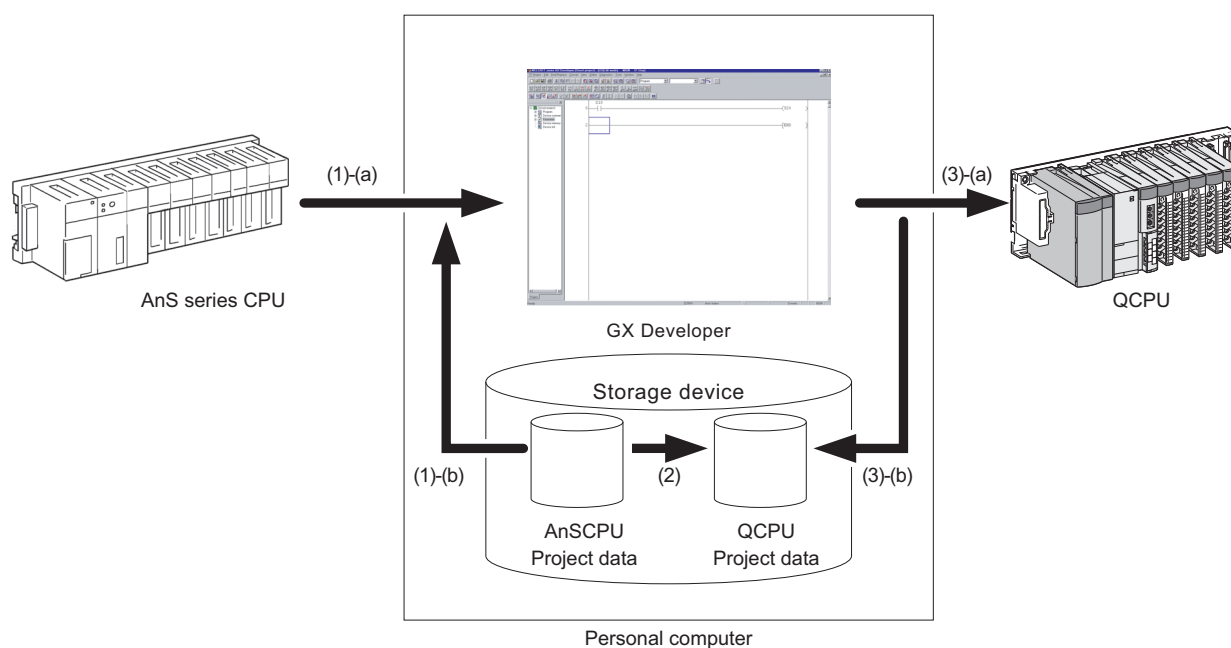 (1)-(a)
(3)-(a)
AnS series CPU
QCPU
GX Developer
Storage device
(1)-(b)
(2)
(3)-(b)
AnSCPU
Project data
QCPU
Project data
Personal computer